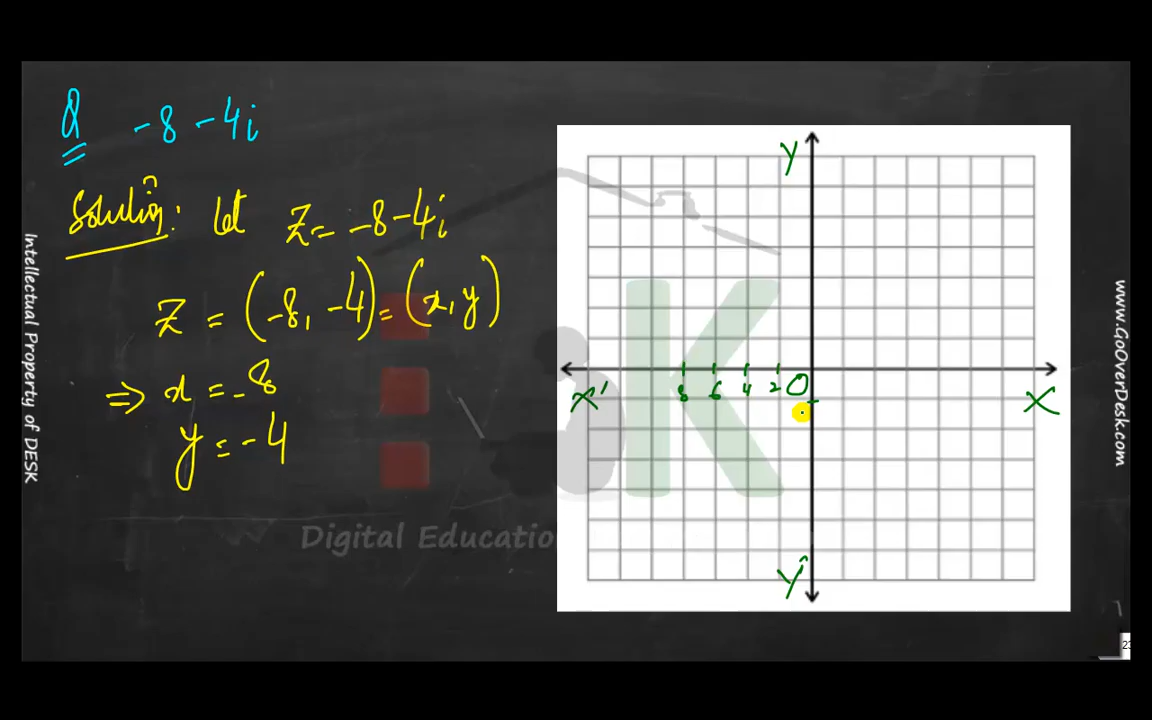 Q -8 -4i
Solution: let Z = -8 -4i
Z = (-8, -4) = (x, y)
⇒ x = -8
y = -4
Y
8 6 4 2 O
X' X
Y'
K
Digital Educatio
Intellectual Property of DESK
www.GoOverDesk.com
23